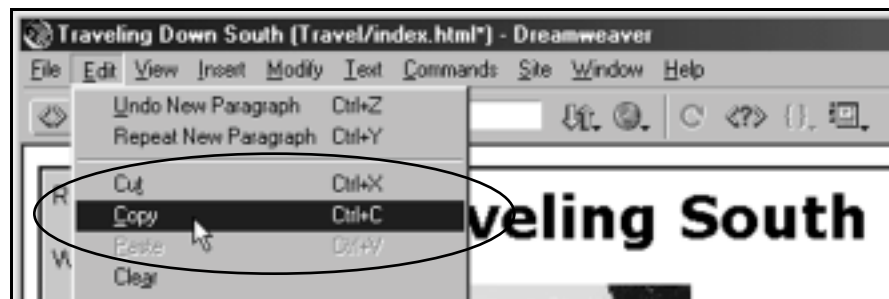 Traveling Down South (Travel/index.html*) - Dreamweaver
File Edit View Insert Modify Text Commands Site Window Help
Undo New Paragraph Ctrl+Z
Repeat New Paragraph Ctrl+Y
Cut Ctrl+X
Copy Ctrl+C
Paste Ctrl+V
Clear
R
veling South
W